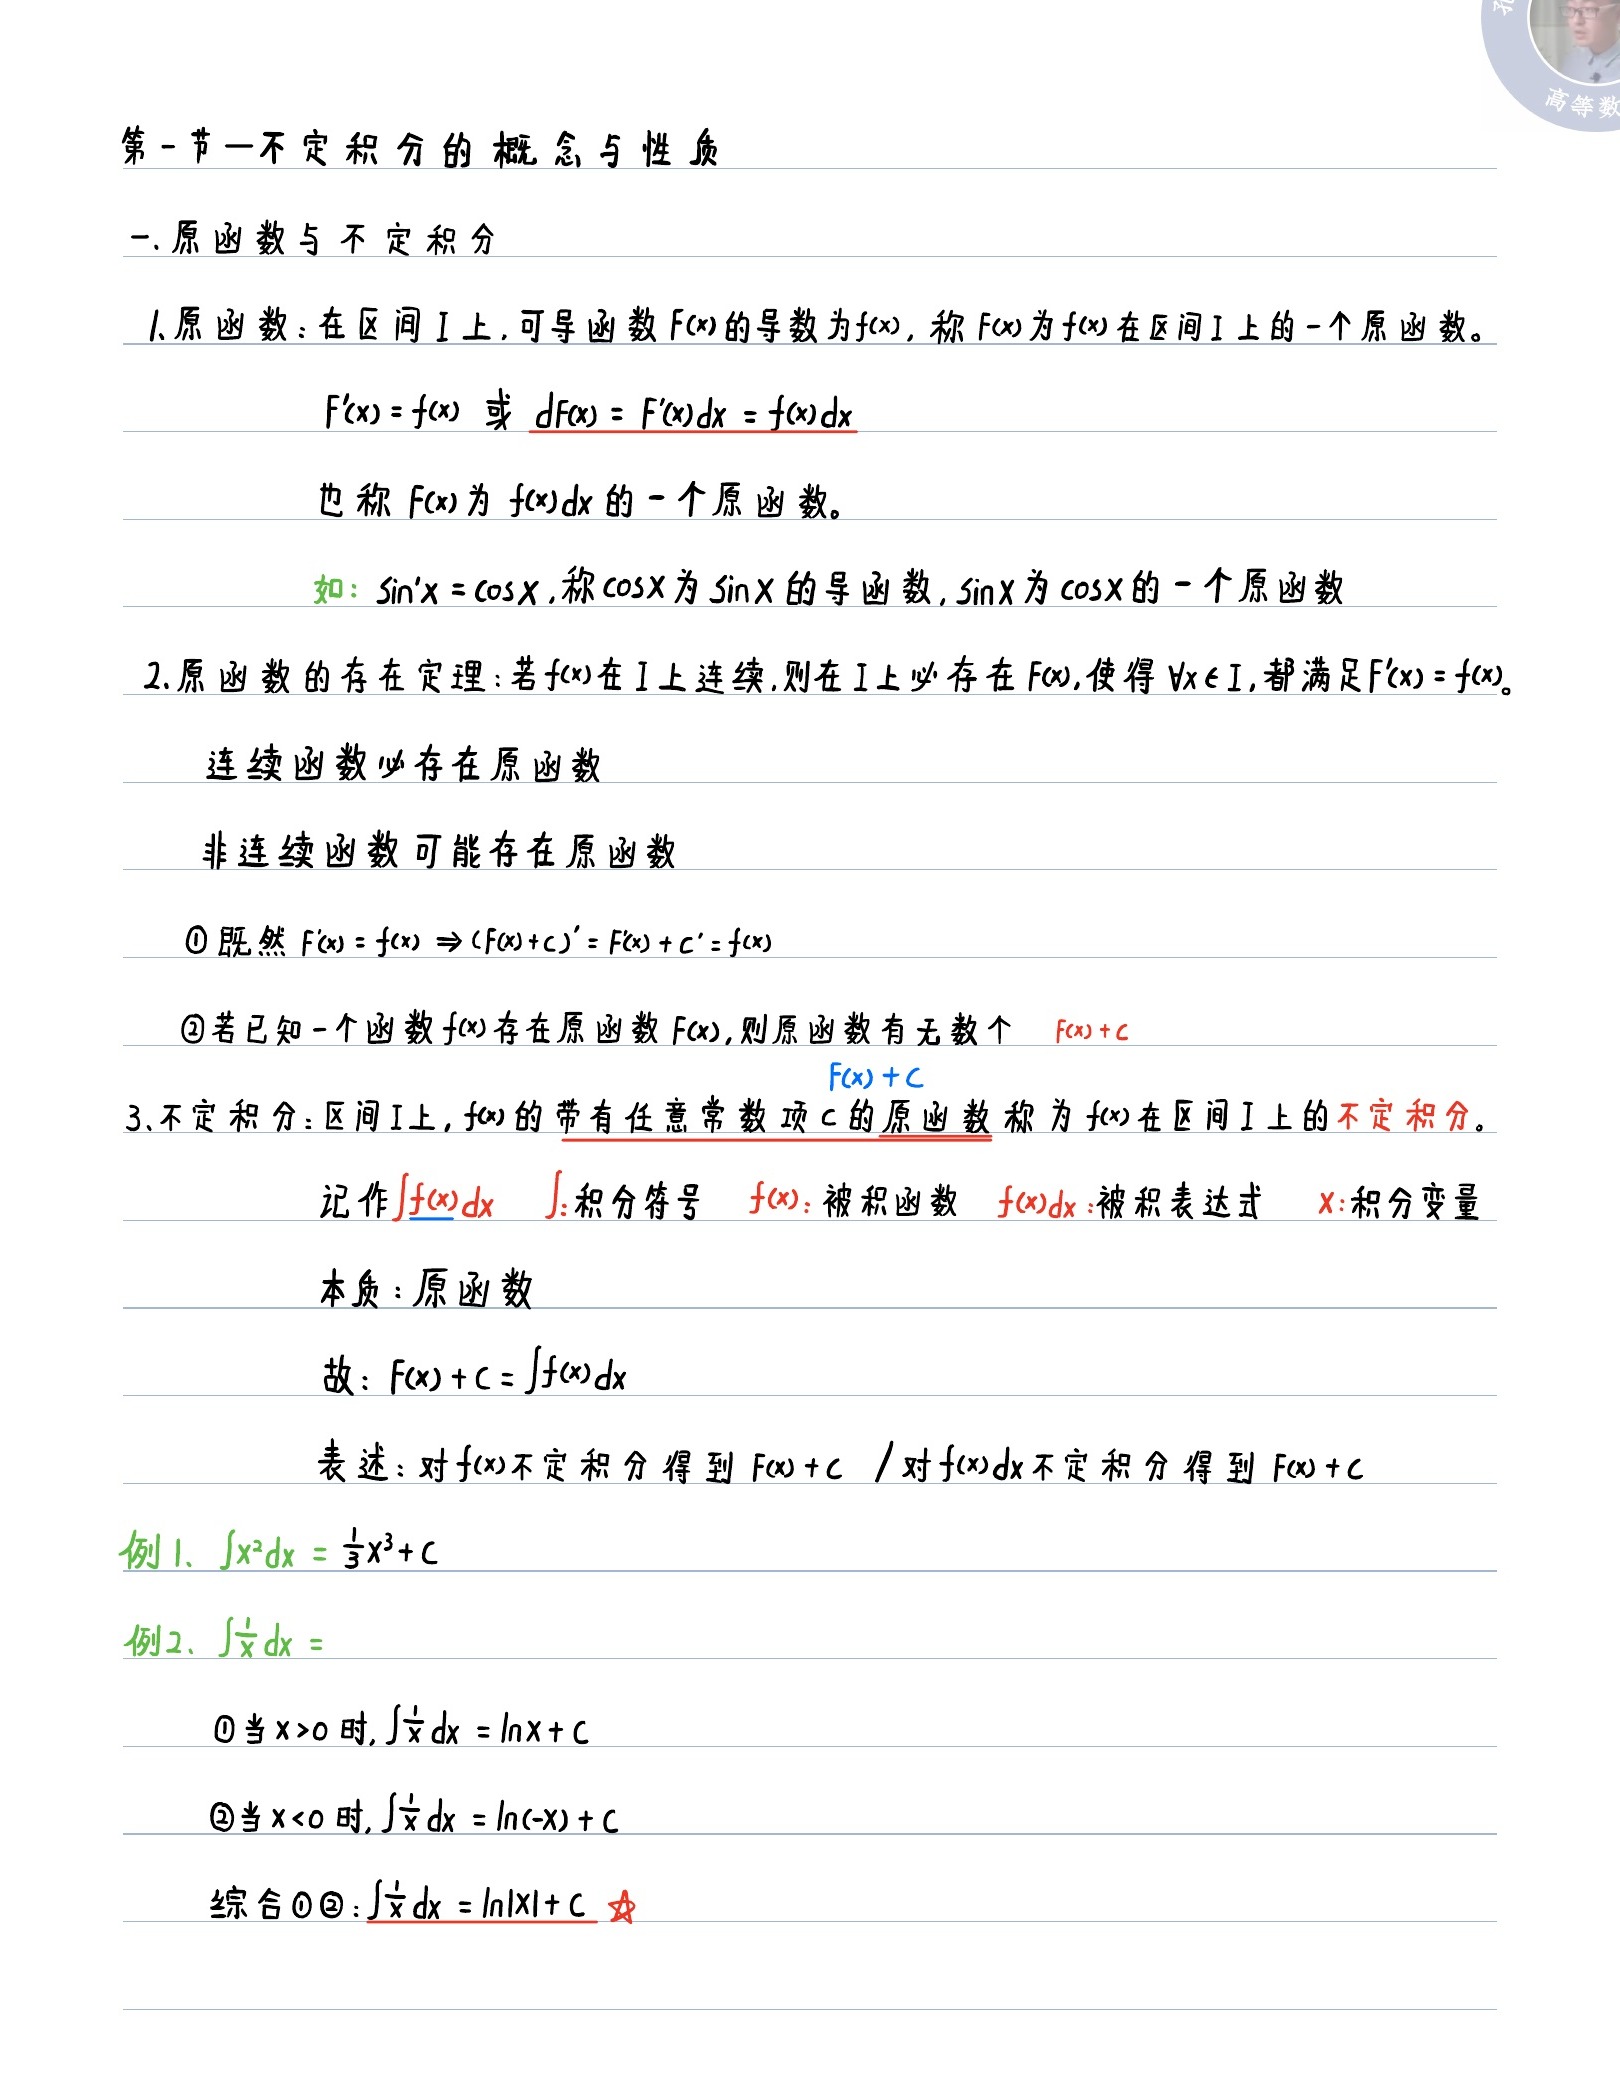 高等数
第一节一不定积分的概念与性质
一.原函数与不定积分
1.原函数:在区间I上,可导函数F(x)的导数为f(x),称F(x)为f(x)在区间I上的一个原函数。
F'(x)=f(x) 或 dF(x)=F'(x)dx=f(x)dx
也称F(x)为 f(x)dx的一个原函数。
如: sin'x=cosx,称cosx为sinx的导函数,sinx为cosx的一个原函数
2.原函数的存在定理:若f(x)在I上连续,则在I上必存在F(x),使得∀x∈I,都满足F'(x)=f(x)。
连续函数必存在原函数
非连续函数可能存在原函数
①既然 F'(x)=f(x)⇒(F(x)+C)'=F'(x)+C'=f(x)
②若已知一个函数f(x)存在原函数F(x),则原函数有无数个 F(x)+C
F(x)+C
3、不定积分:区间I上,f(x)的带有任意常数项C的原函数称为f(x)在区间I上的不定积分。
记作∫f(x)dx ∫:积分符号 f(x):被积函数 f(x)dx:被积表达式 x:积分变量
本质:原函数
故: F(x)+C=∫f(x)dx
表述:对f(x)不定积分得到 F(x)+C /对f(x)dx不定积分得到 F(x)+C
例1、∫x²dx=⅓x³+C
例2、∫1/x dx=
①当x>0时,∫1/x dx=lnx+C
②当x<0时,∫1/x dx=ln(-x)+C
综合①②:∫1/x dx=ln|x|+C ☆